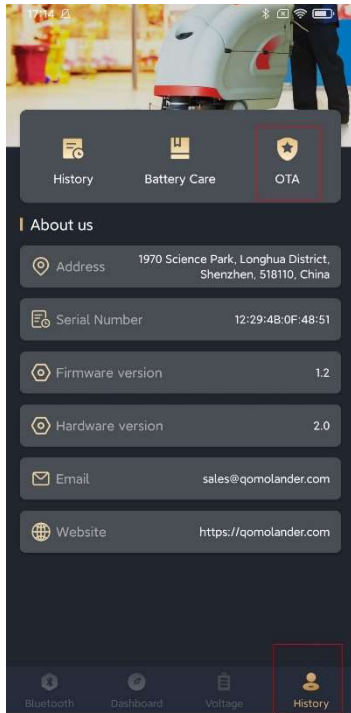 17:14
History
Battery Care
OTA
About us
Address
1970 Science Park, Longhua District,
Shenzhen, 518110, China
Serial Number
12:29:4B:0F:48:51
Firmware version
1.2
Hardware version
2.0
Email
sales@qomolander.com
Website
https://qomolander.com
Bluetooth
Dashboard
Voltage
History